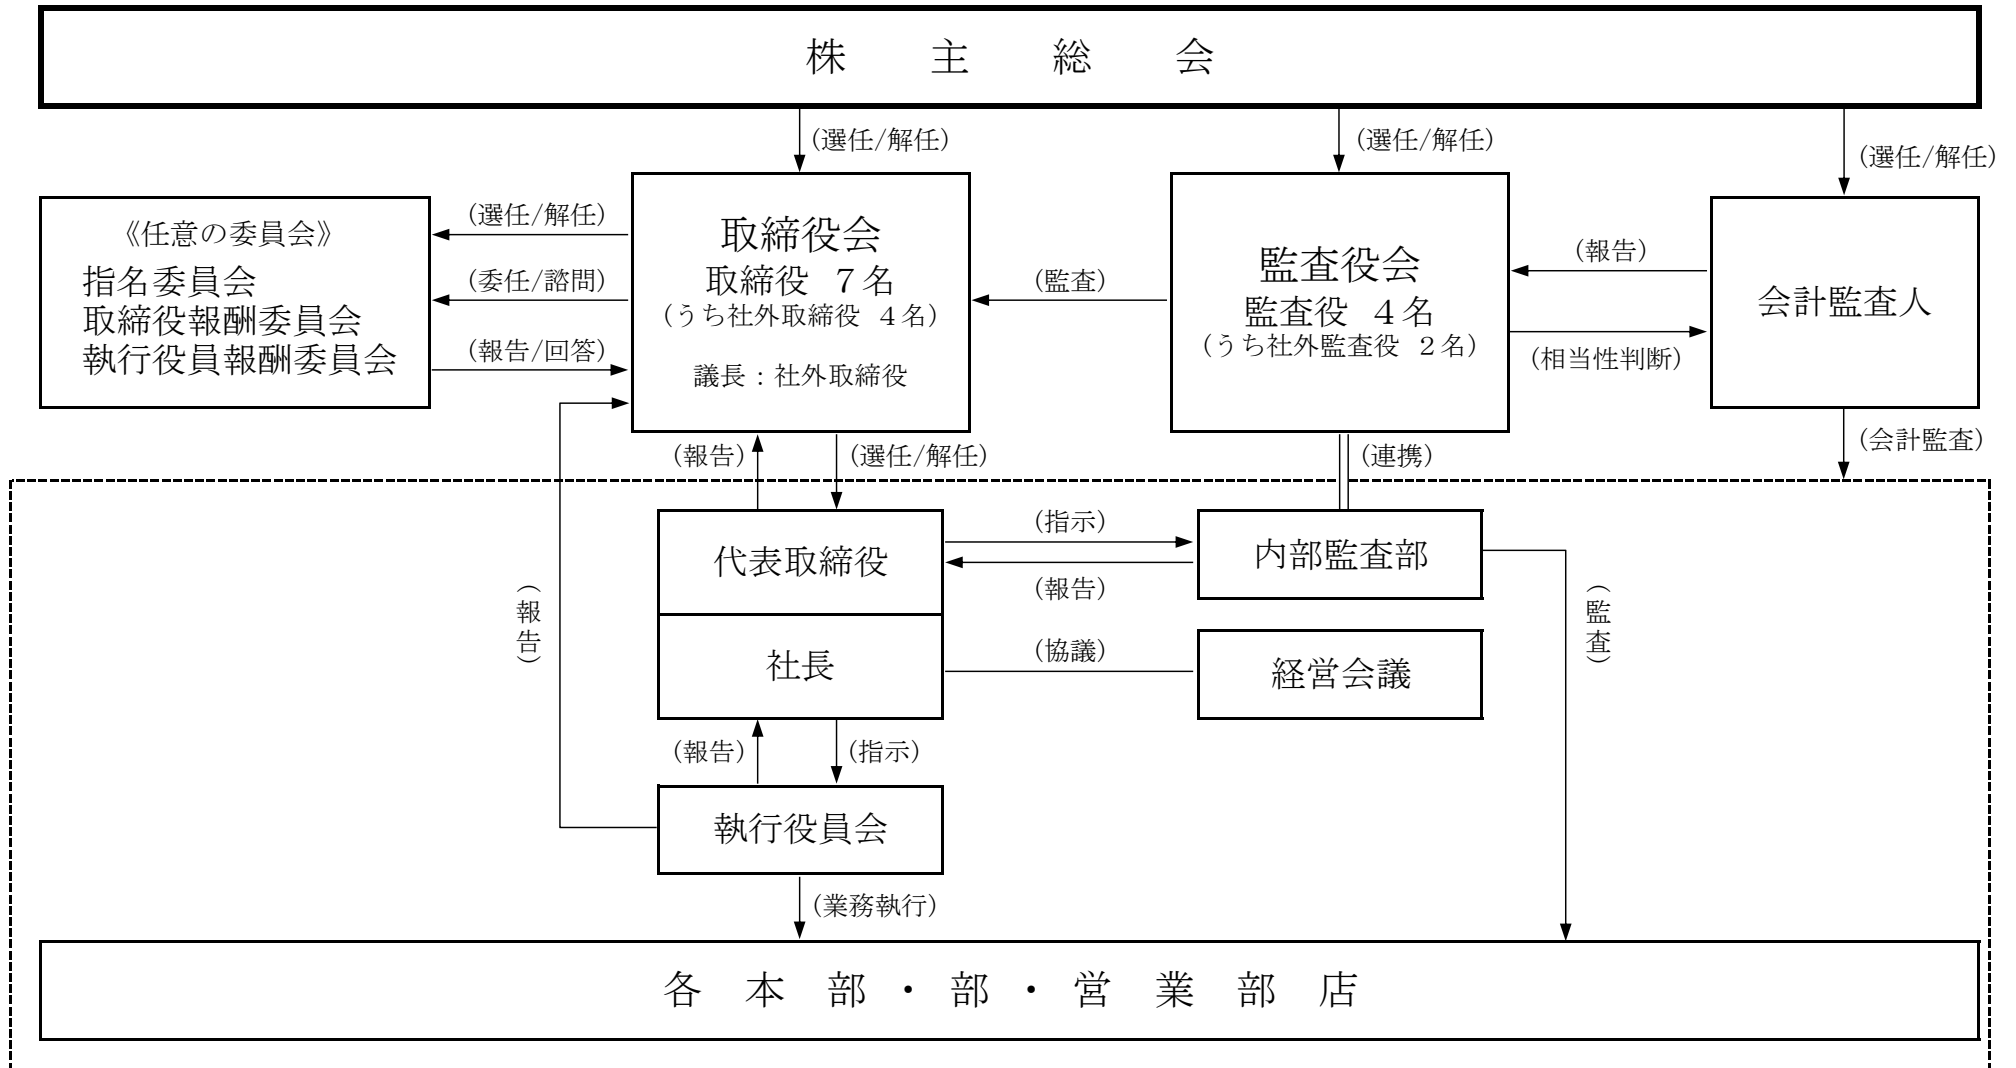 株主総会
(選任/解任)
(選任/解任)
(選任/解任)
《任意の委員会》
指名委員会
取締役報酬委員会
執行役員報酬委員会
(選任/解任)
(委任/諮問)
(報告/回答)
取締役会
取締役 ７名
(うち社外取締役 ４名)
議長：社外取締役
(監査)
監査役会
監査役 ４名
(うち社外監査役 ２名)
(報告)
(相当性判断)
会計監査人
(報告)
(選任/解任)
(連携)
(会計監査)
代表取締役
(指示)
(報告)
内部監査部
(報告)
(監査)
社長
(協議)
経営会議
(報告)
(指示)
執行役員会
(業務執行)
各本部・部・営業部店